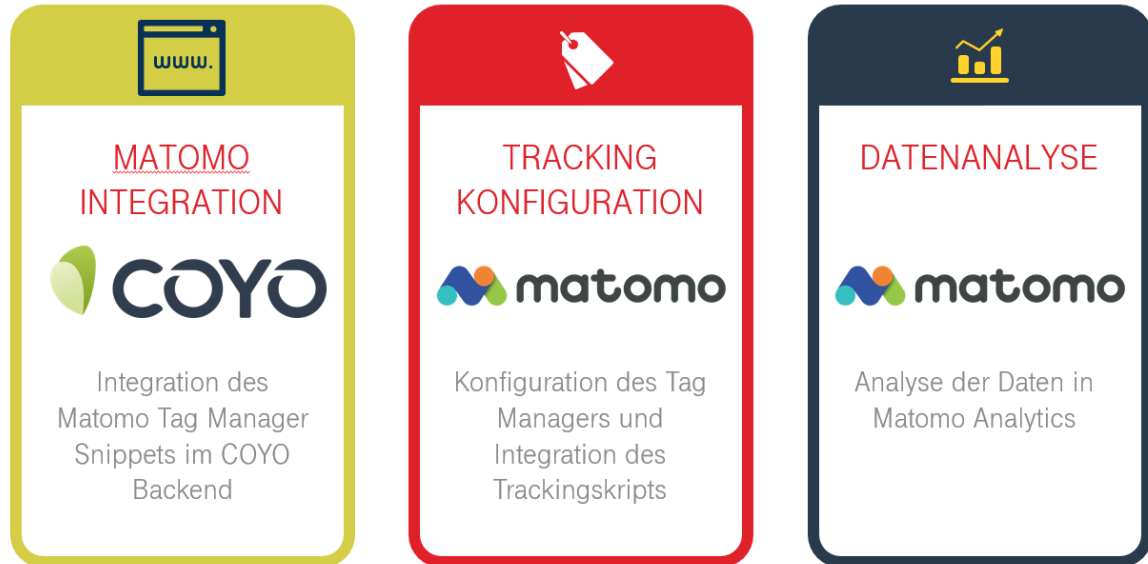 www.
MATOMO
INTEGRATION
COYO
Integration des
Matomo Tag Manager
Snippets im COYO
Backend
TRACKING
KONFIGURATION
matomo
Konfiguration des Tag
Managers und
Integration des
Trackingskripts
DATENANALYSE
matomo
Analyse der Daten in
Matomo Analytics